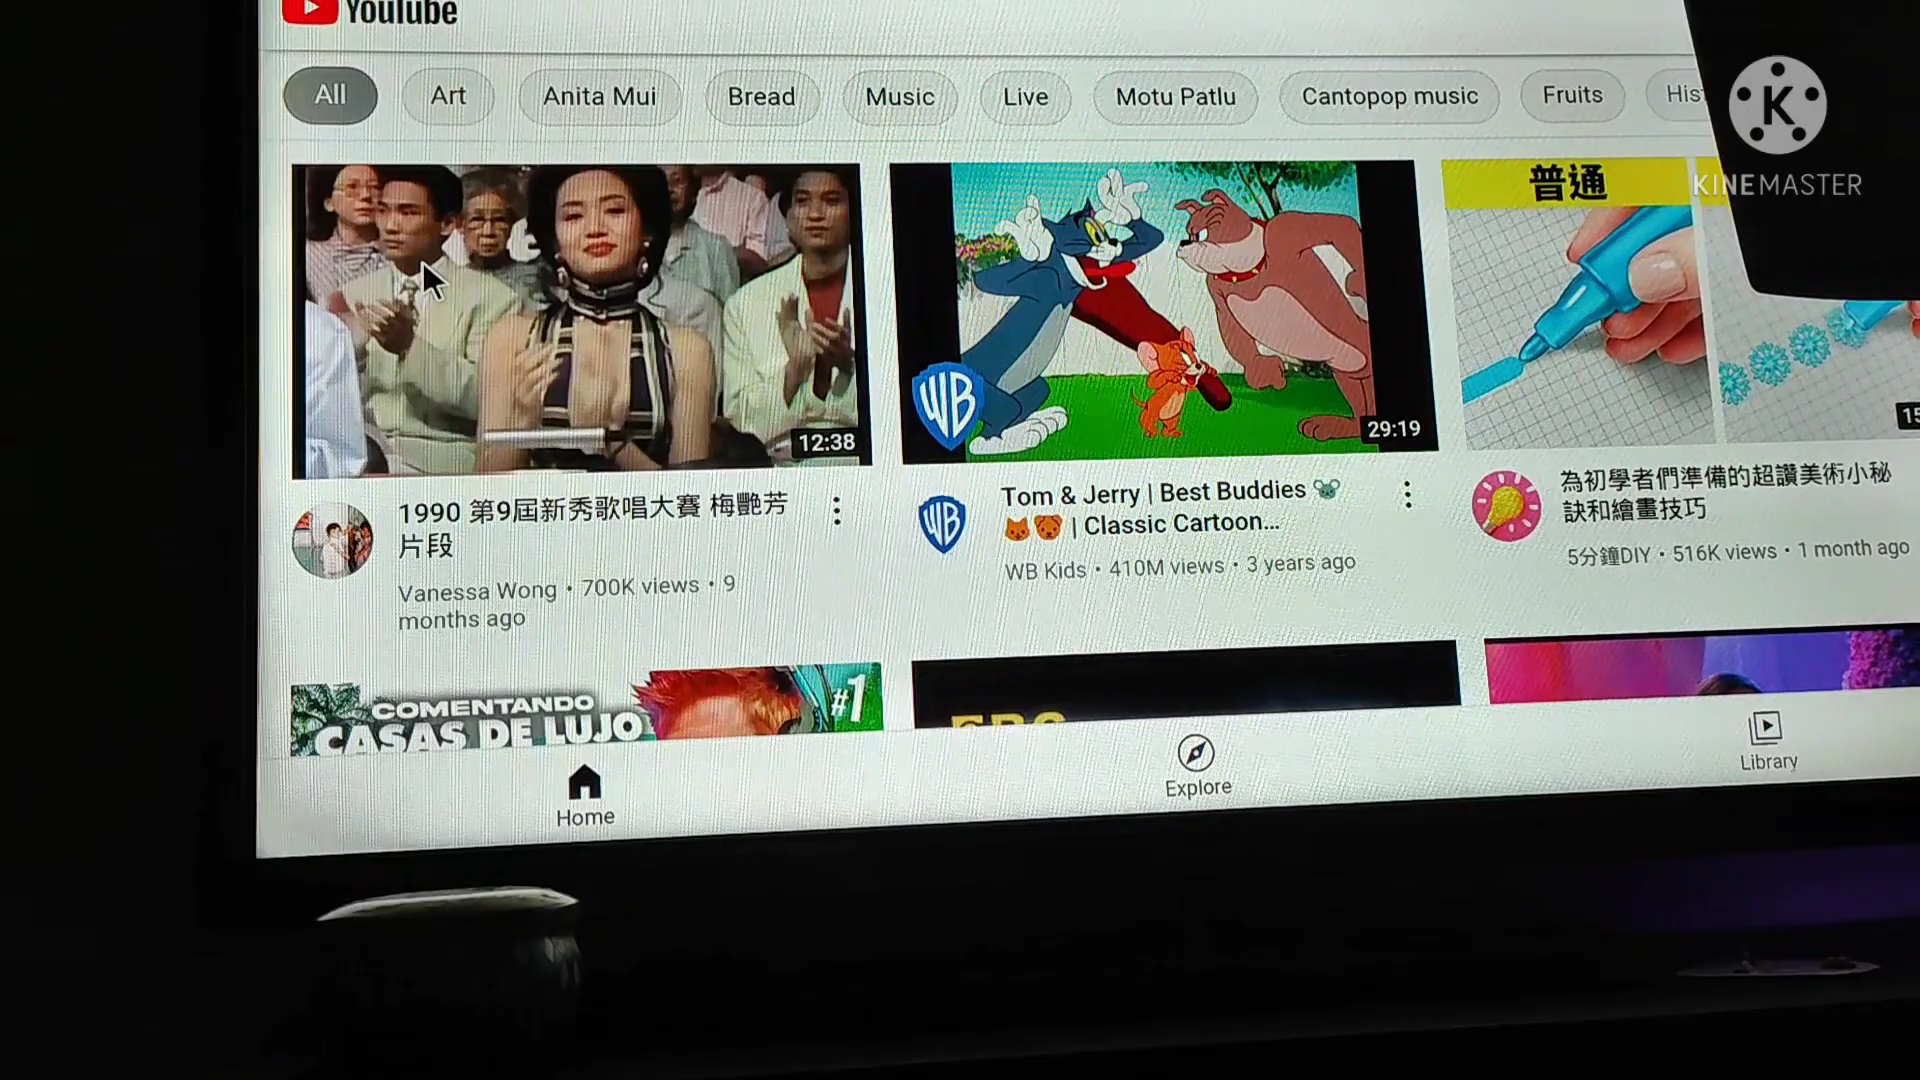 YouTube
All
Art
Anita Mui
Bread
Music
Live
Motu Patlu
Cantopop music
Fruits
His
K
KINEMASTER
普通
WB
12:38
29:19
15
1990 第9屆新秀歌唱大賽 梅艷芳
片段
Vanessa Wong • 700K views • 9
months ago
WB
Tom & Jerry | Best Buddies
| Classic Cartoon...
WB Kids • 410M views • 3 years ago
為初學者們準備的超讚美術小秘
訣和繪畫技巧
5分鐘DIY • 516K views • 1 month ago
COMENTANDO
CASAS DE LUJO
#1
Home
Explore
Library